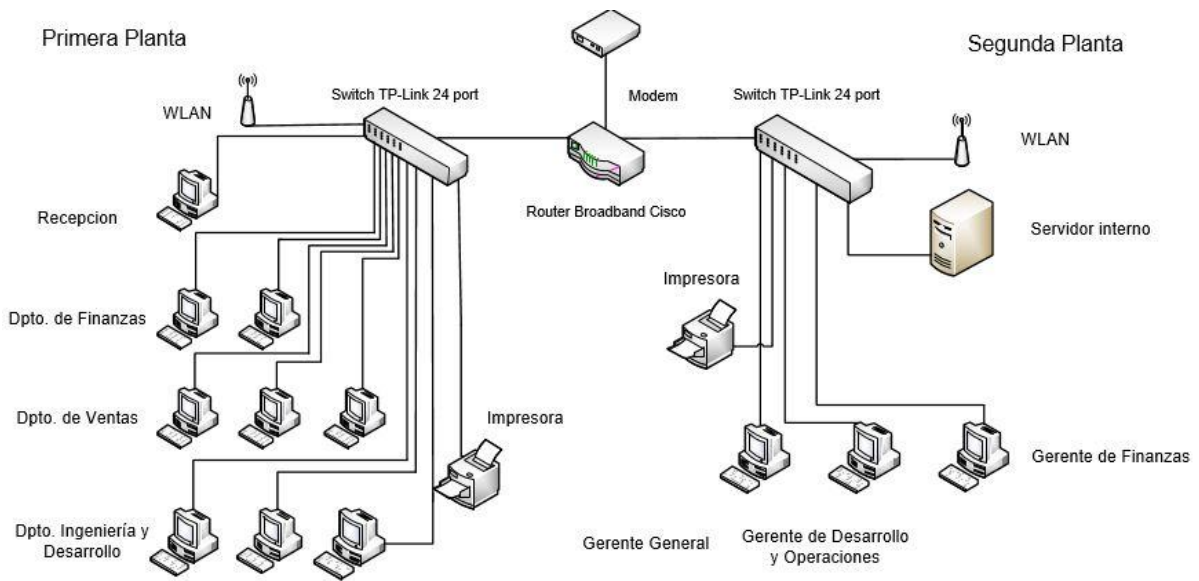 Primera Planta
Segunda Planta
Switch TP-Link 24 port
Modem
Switch TP-Link 24 port
WLAN
WLAN
Router Broadband Cisco
Recepcion
Servidor interno
Impresora
Dpto. de Finanzas
Dpto. de Ventas
Impresora
Gerente de Finanzas
Dpto. Ingeniería y
Desarrollo
Gerente General
Gerente de Desarrollo
y Operaciones